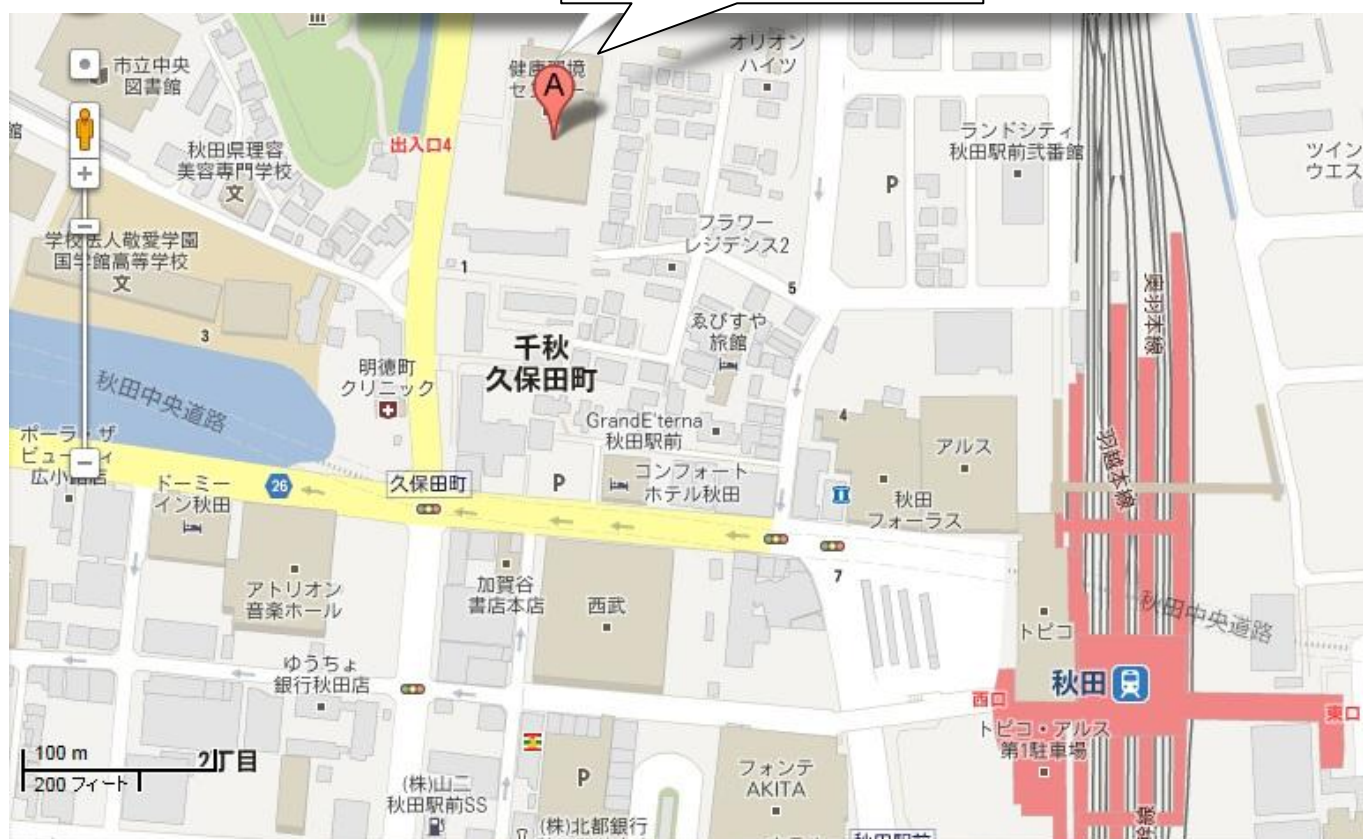 オリオン
ハイツ
市立中央
図書館
健康環境
A
館
秋田県理容
美容専門学校
文
出入口4
ランドシティ
秋田駅前弐番館
ツイン
ウエス
P
学校法人敬愛学園
国学館高等学校
文
フラワー
レジデンス2
1
5
3
奥羽本線
千秋
久保田町
ゑびすや
旅館
明徳町
クリニック
秋田中央道路
GrandE'terna
秋田駅前
4
アルス
羽越本線
ポーラ・ザ
広小路店
ドーミー
イン秋田
26
久保田町
P
コンフォート
ホテル秋田
秋田
フォーラス
アトリオン
音楽ホール
加賀谷
書店本店
西武
7
トピコ
秋田中央道路
ゆうちょ
銀行秋田店
秋田
西口
東口
トピコ・アルス
第1駐車場
100 m
200 フィート
2丁目
(株)山二
秋田駅前SS
P
フォンテ
AKITA
(株)北都銀行
秋田駅前